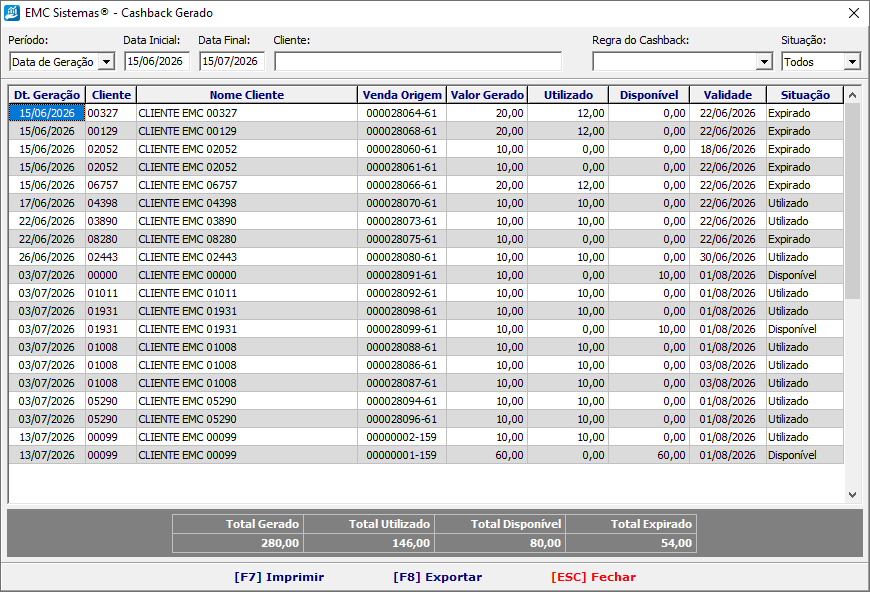 EMC Sistemas® - Cashback Gerado
Período: Data Inicial: Data Final: Cliente: Regra do Cashback: Situação:
Data de Geração 15/06/2026 15/07/2026 Todos
Dt. Geração Cliente Nome Cliente Venda Origem Valor Gerado Utilizado Disponível Validade Situação
15/06/2026 00327 CLIENTE EMC 00327 000028064-61 20,00 12,00 0,00 22/06/2026 Expirado
15/06/2026 00129 CLIENTE EMC 00129 000028068-61 20,00 12,00 0,00 22/06/2026 Expirado
15/06/2026 02052 CLIENTE EMC 02052 000028060-61 10,00 0,00 0,00 18/06/2026 Expirado
15/06/2026 02052 CLIENTE EMC 02052 000028061-61 10,00 0,00 0,00 22/06/2026 Expirado
15/06/2026 06757 CLIENTE EMC 06757 000028066-61 20,00 12,00 0,00 22/06/2026 Expirado
17/06/2026 04398 CLIENTE EMC 04398 000028070-61 10,00 10,00 0,00 22/06/2026 Utilizado
22/06/2026 03890 CLIENTE EMC 03890 000028073-61 10,00 10,00 0,00 22/06/2026 Utilizado
22/06/2026 08280 CLIENTE EMC 08280 000028075-61 10,00 0,00 0,00 22/06/2026 Expirado
26/06/2026 02443 CLIENTE EMC 02443 000028080-61 10,00 10,00 0,00 30/06/2026 Utilizado
03/07/2026 00000 CLIENTE EMC 00000 000028091-61 10,00 0,00 10,00 01/08/2026 Disponível
03/07/2026 01011 CLIENTE EMC 01011 000028092-61 10,00 10,00 0,00 01/08/2026 Utilizado
03/07/2026 01931 CLIENTE EMC 01931 000028098-61 10,00 10,00 0,00 01/08/2026 Utilizado
03/07/2026 01931 CLIENTE EMC 01931 000028099-61 10,00 0,00 10,00 01/08/2026 Disponível
03/07/2026 01008 CLIENTE EMC 01008 000028088-61 10,00 10,00 0,00 01/08/2026 Utilizado
03/07/2026 01008 CLIENTE EMC 01008 000028086-61 10,00 10,00 0,00 03/08/2026 Utilizado
03/07/2026 01008 CLIENTE EMC 01008 000028087-61 10,00 10,00 0,00 03/08/2026 Utilizado
03/07/2026 05290 CLIENTE EMC 05290 000028094-61 10,00 10,00 0,00 01/08/2026 Utilizado
03/07/2026 05290 CLIENTE EMC 05290 000028096-61 10,00 10,00 0,00 01/08/2026 Utilizado
13/07/2026 00099 CLIENTE EMC 00099 00000002-159 10,00 10,00 0,00 01/08/2026 Utilizado
13/07/2026 00099 CLIENTE EMC 00099 00000001-159 60,00 0,00 60,00 01/08/2026 Disponível
Total Gerado Total Utilizado Total Disponível Total Expirado
280,00 146,00 80,00 54,00
[F7] Imprimir [F8] Exportar [ESC] Fechar